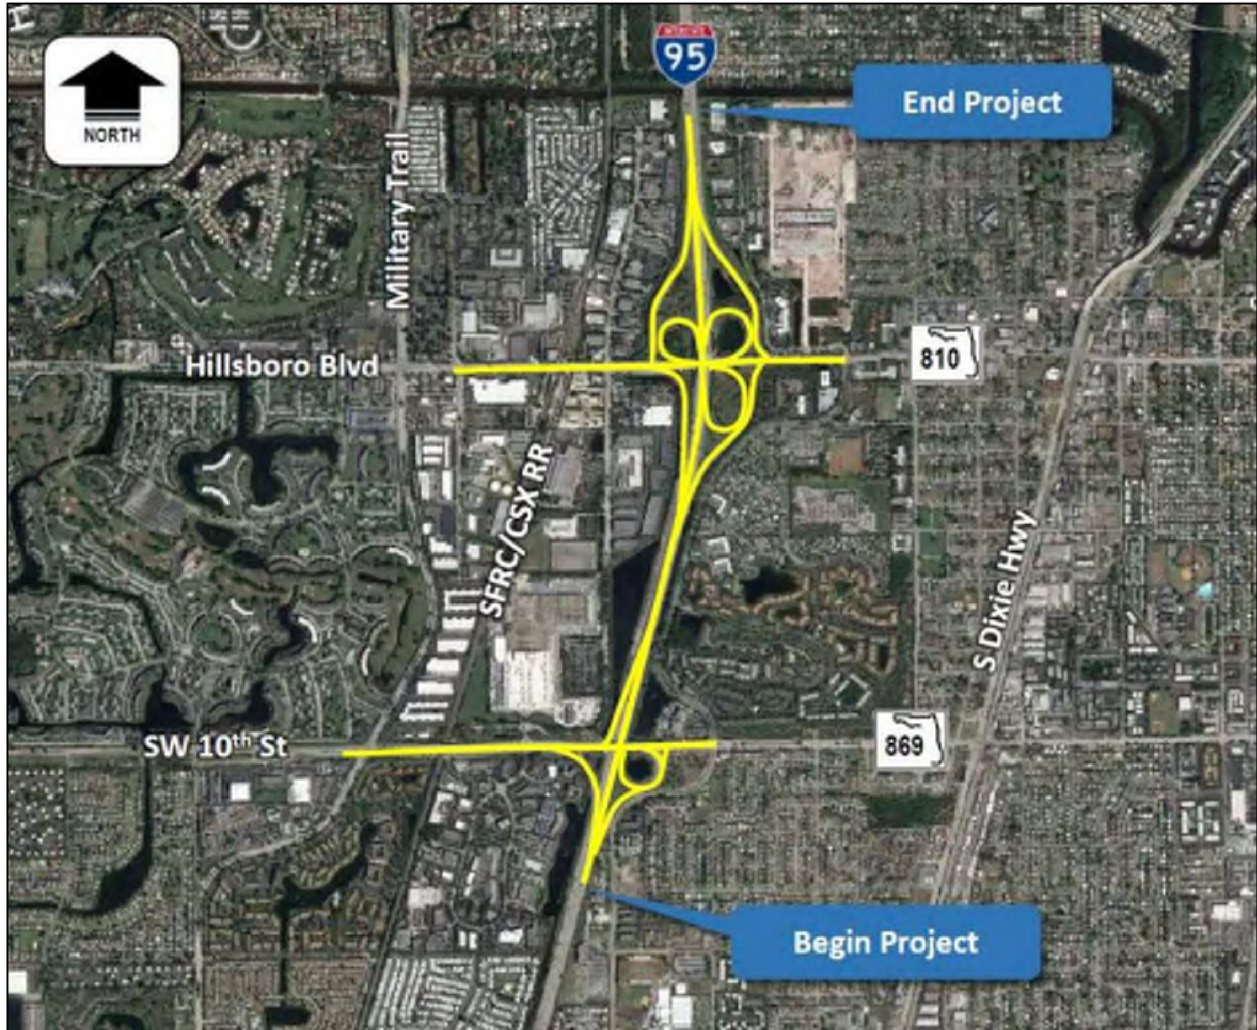 INTERSTATE
95
End Project
NORTH
Military Trail
Hillsboro Blvd
810
SFRC/CSX RR
S Dixie Hwy
SW 10th St
869
Begin Project